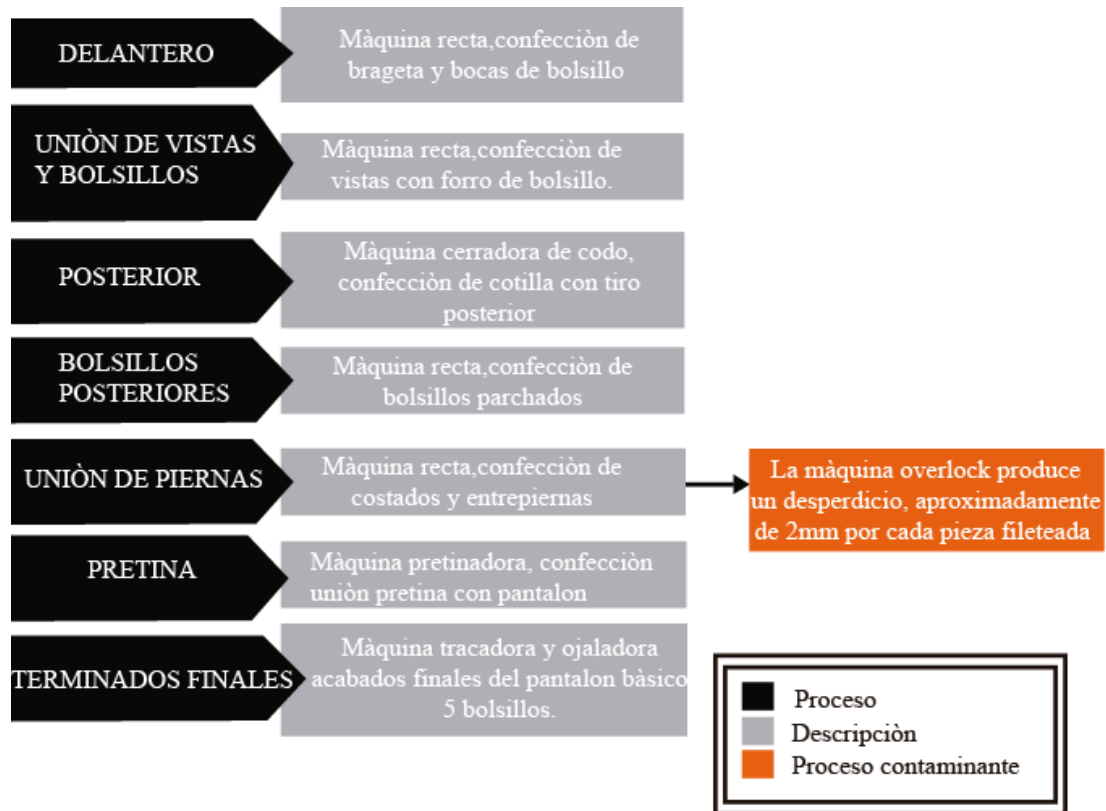 DELANTERO
Màquina recta,confecciòn de
brageta y bocas de bolsillo
UNIÒN DE VISTAS
Y BOLSILLOS
Màquina recta,confecciòn de
vistas con forro de bolsillo.
POSTERIOR
Màquina cerradora de codo,
confecciòn de cotilla con tiro
posterior
BOLSILLOS
POSTERIORES
Màquina recta,confecciòn de
bolsillos parchados
UNIÒN DE PIERNAS
Màquina recta,confecciòn de
costados y entrepiernas
La màquina overlock produce
un desperdicio, aproximadamente
de 2mm por cada pieza fileteada
PRETINA
Màquina pretinadora, confecciòn
uniòn pretina con pantalon
TERMINADOS FINALES
Màquina tracadora y ojaladora
acabados finales del pantalon bàsico
5 bolsillos.
Proceso
Descripciòn
Proceso contaminante